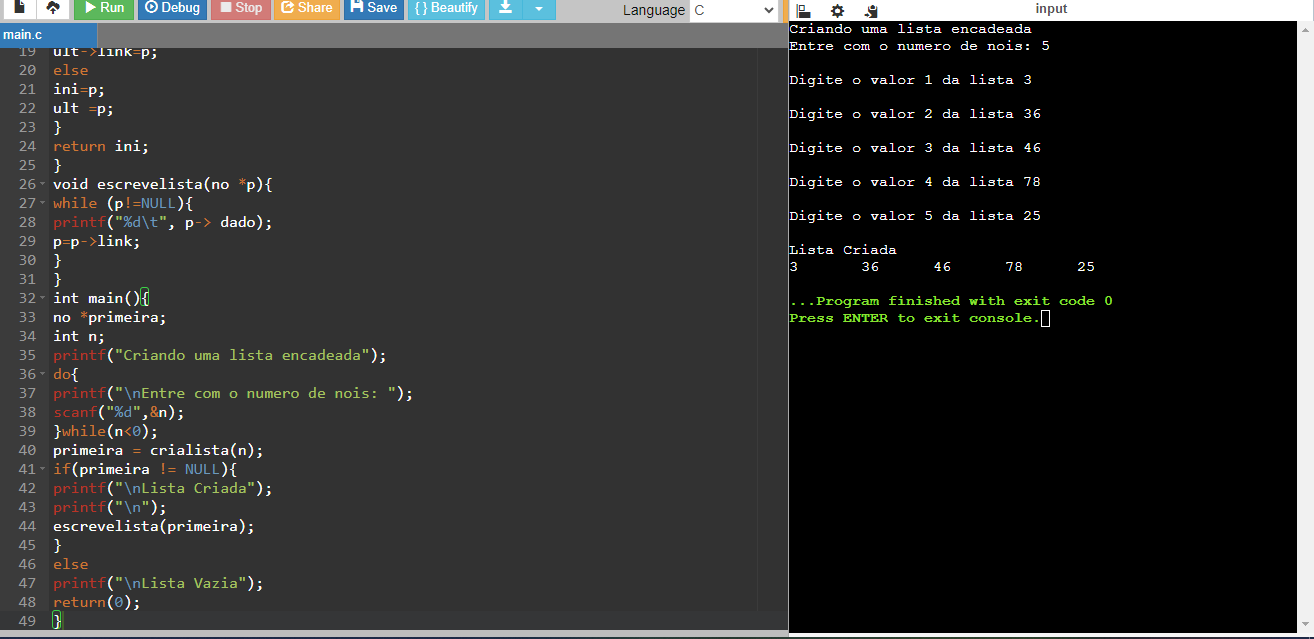 Run Debug Stop Share Save { } Beautify Language C
input
main.c
19 ult->link=p;
20 else
21 ini=p;
22 ult =p;
23 }
24 return ini;
25 }
26 void escrevelista(no *p){
27 while (p!=NULL){
28 printf("%d\t", p-> dado);
29 p=p->link;
30 }
31 }
32 int main(){
33 no *primeira;
34 int n;
35 printf("Criando uma lista encadeada");
36 do{
37 printf("\nEntre com o numero de nois: ");
38 scanf("%d",&n);
39 }while(n<0);
40 primeira = crialista(n);
41 if(primeira != NULL){
42 printf("\nLista Criada");
43 printf("\n");
44 escrevelista(primeira);
45 }
46 else
47 printf("\nLista Vazia");
48 return(0);
49 }
Criando uma lista encadeada
Entre com o numero de nois: 5
Digite o valor 1 da lista 3
Digite o valor 2 da lista 36
Digite o valor 3 da lista 46
Digite o valor 4 da lista 78
Digite o valor 5 da lista 25
Lista Criada
3 36 46 78 25
...Program finished with exit code 0
Press ENTER to exit console.